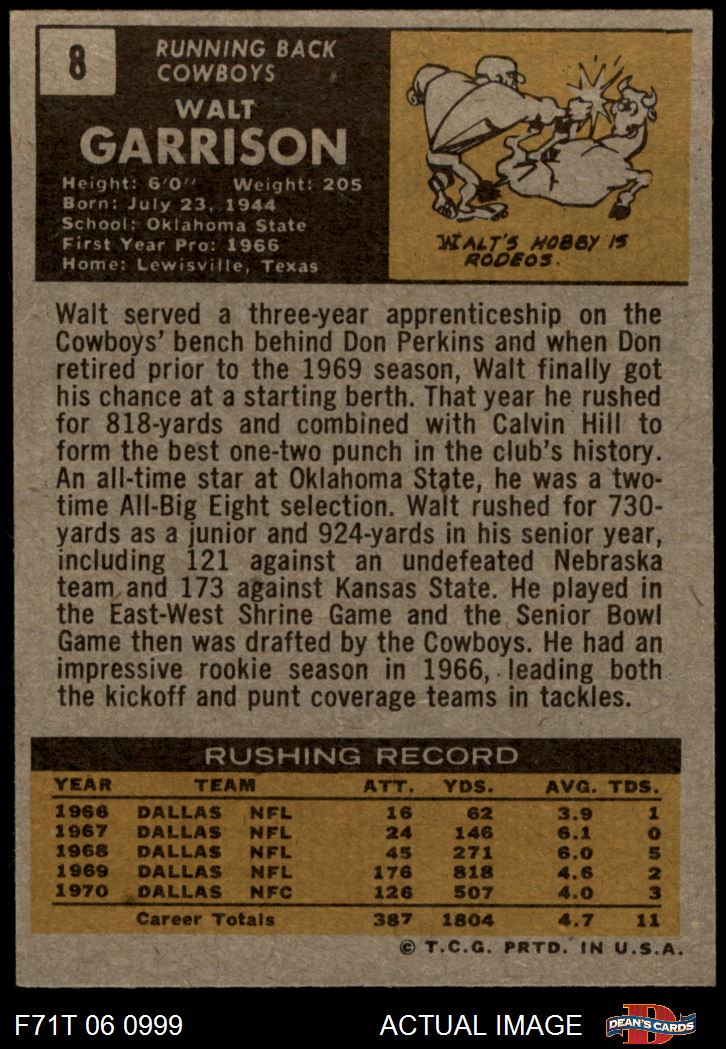 8
RUNNING BACK
COWBOYS
WALT
GARRISON
Height: 6'0" Weight: 205
Born: July 23, 1944
School: Oklahoma State
First Year Pro: 1966
Home: Lewisville, Texas
WALT'S HOBBY IS
RODEOS.
Walt served a three-year apprenticeship on the
Cowboys' bench behind Don Perkins and when Don
retired prior to the 1969 season, Walt finally got
his chance at a starting berth. That year he rushed
for 818-yards and combined with Calvin Hill to
form the best one-two punch in the club's history.
An all-time star at Oklahoma State, he was a two-
time All-Big Eight selection. Walt rushed for 730-
yards as a junior and 924-yards in his senior year,
including 121 against an undefeated Nebraska
team and 173 against Kansas State. He played in
the East-West Shrine Game and the Senior Bowl
Game then was drafted by the Cowboys. He had an
impressive rookie season in 1966, leading both
the kickoff and punt coverage teams in tackles.
RUSHING RECORD
YEAR TEAM ATT. YDS. AVG. TDS.
1966 DALLAS NFL 16 62 3.9 1
1967 DALLAS NFL 24 146 6.1 0
1968 DALLAS NFL 45 271 6.0 5
1969 DALLAS NFL 176 818 4.6 2
1970 DALLAS NFC 126 507 4.0 3
Career Totals 387 1804 4.7 11
© T.C.G. PRTD. IN U.S.A.
F71T 06 0999 ACTUAL IMAGE
D
DEAN'S CARDS